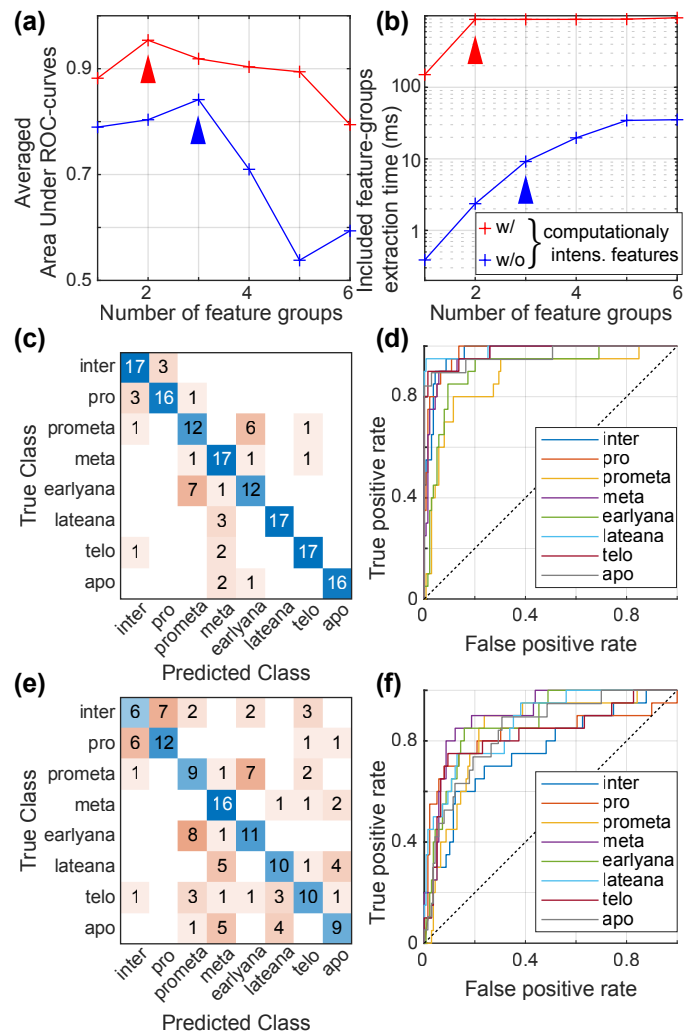 (a)
Averaged
Area Under ROC-curves
0.9
0.7
0.5
2
4
6
Number of feature groups
(b)
Included feature-groups
extraction time (ms)
100
10
1
w/
w/o
} computationaly
intens. features
2
4
6
Number of feature groups
(c)
True Class
inter 17 3
pro 3 16 1
prometa 1 12 6 1
meta 1 17 1 1
earlyana 7 1 12
lateana 3 17
telo 1 2 17
apo 2 1 16
inter pro prometa meta earlyana lateana telo apo
Predicted Class
(d)
True positive rate
0.8
0.4
0
inter
pro
prometa
meta
earlyana
lateana
telo
apo
0 0.4 0.8
False positive rate
(e)
True Class
inter 6 7 2 2 3
pro 6 12 1 1
prometa 1 9 1 7 2
meta 16 1 1 2
earlyana 8 1 11
lateana 5 10 1 4
telo 1 3 1 1 3 10 1
apo 1 5 4 9
inter pro prometa meta earlyana lateana telo apo
Predicted Class
(f)
True positive rate
0.8
0.4
0
inter
pro
prometa
meta
earlyana
lateana
telo
apo
0 0.4 0.8
False positive rate